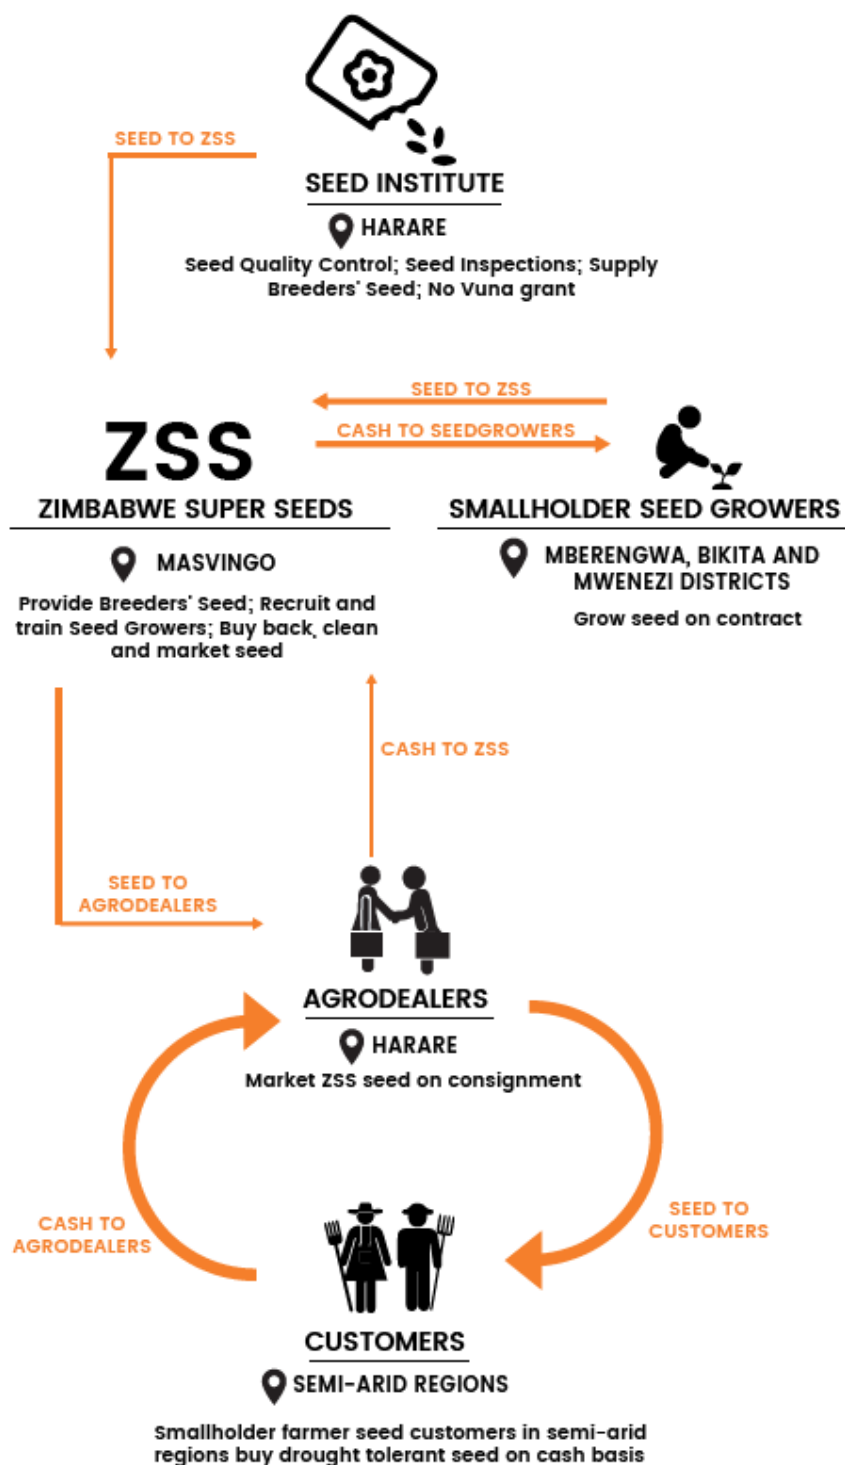 SEED TO ZSS
SEED INSTITUTE
HARARE
Seed Quality Control; Seed Inspections; Supply
Breeders' Seed; No Vuna grant
SEED TO ZSS
CASH TO SEEDGROWERS
ZSS
ZIMBABWE SUPER SEEDS
MASVINGO
Provide Breeders' Seed; Recruit and
train Seed Growers; Buy back, clean
and market seed
SMALLHOLDER SEED GROWERS
MBERENGWA, BIKITA AND
MWENEZI DISTRICTS
Grow seed on contract
CASH TO ZSS
SEED TO
AGRODEALERS
AGRODEALERS
HARARE
Market ZSS seed on consignment
CASH TO
AGRODEALERS
SEED TO
CUSTOMERS
CUSTOMERS
SEMI-ARID REGIONS
Smallholder farmer seed customers in semi-arid
regions buy drought tolerant seed on cash basis